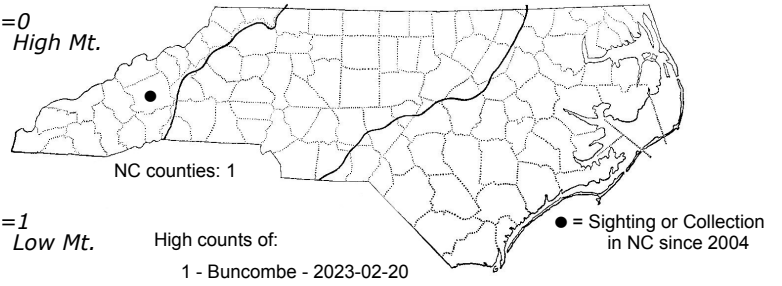 =0
High Mt.
NC counties: 1
=1
Low Mt.
High counts of:
1 - Buncombe - 2023-02-20
● = Sighting or Collection
in NC since 2004